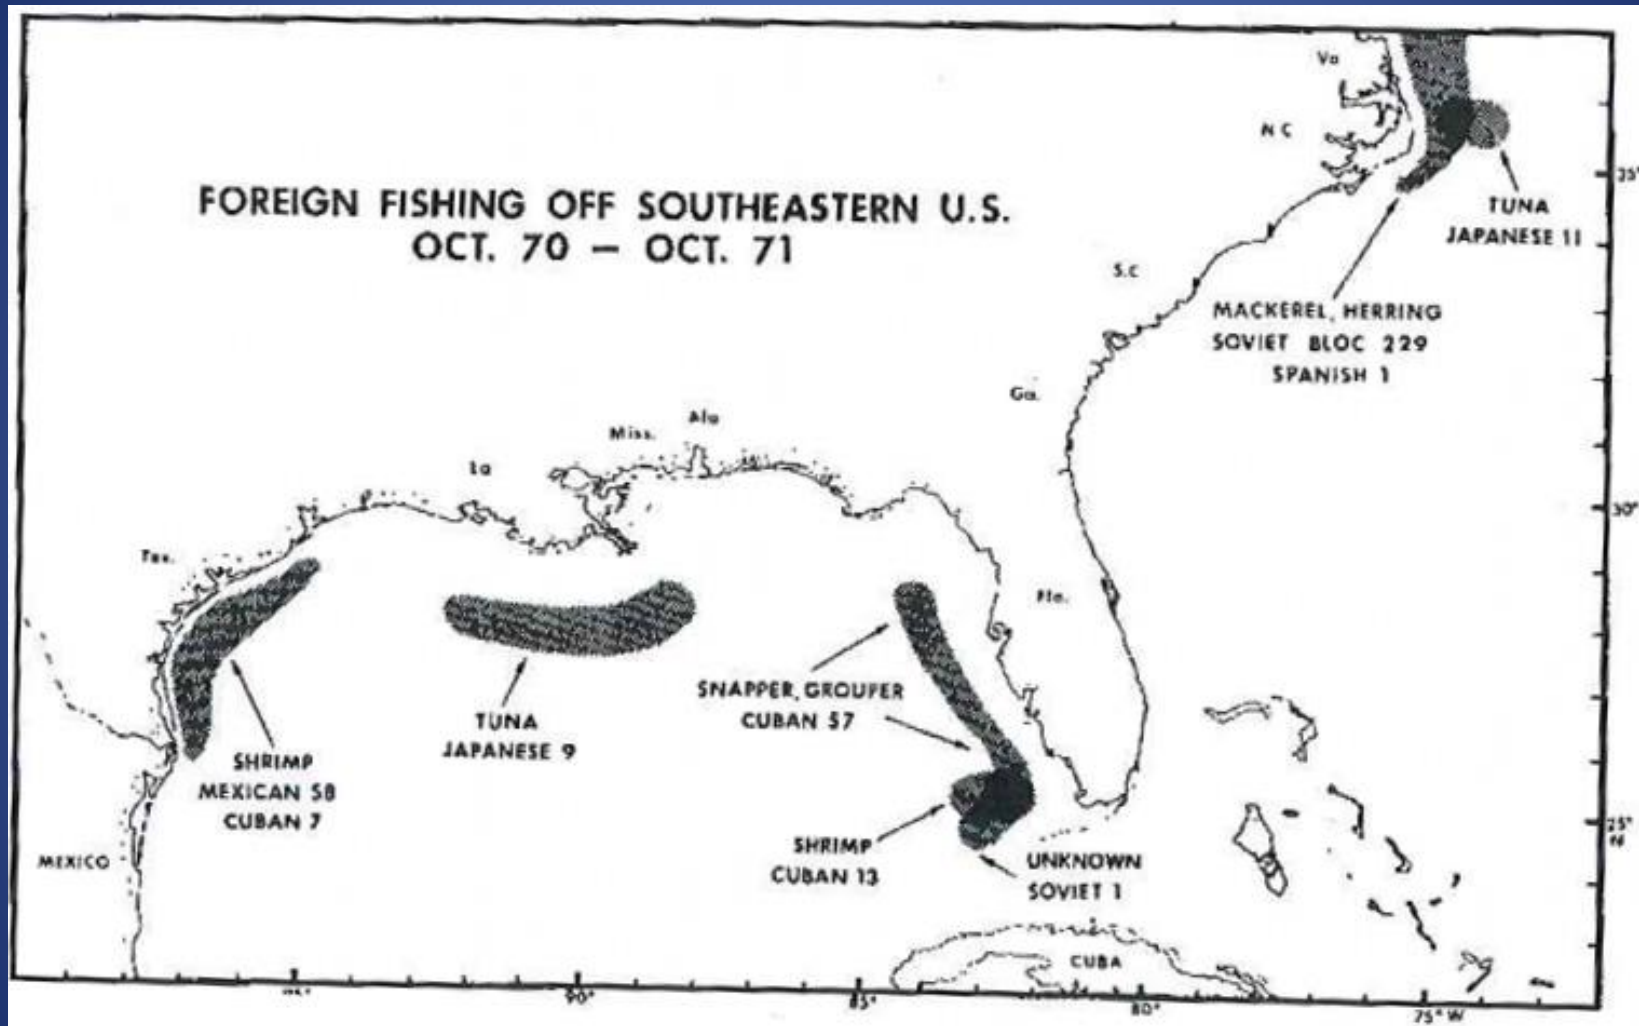 FOREIGN FISHING OFF SOUTHEASTERN U.S.
OCT. 70 — OCT. 71
Va
N C
35°
TUNA
JAPANESE 11
S.C
MACKEREL, HERRING
SOVIET BLOC 229
SPANISH 1
Ga.
Ala
Miss.
La
30°
Tex.
Fla.
SNAPPER, GROUPER
CUBAN 57
TUNA
JAPANESE 9
SHRIMP
MEXICAN 58
CUBAN 7
25°
N
SHRIMP
CUBAN 13
UNKNOWN
SOVIET 1
MEXICO
CUBA
90°
85°
80°
75° W